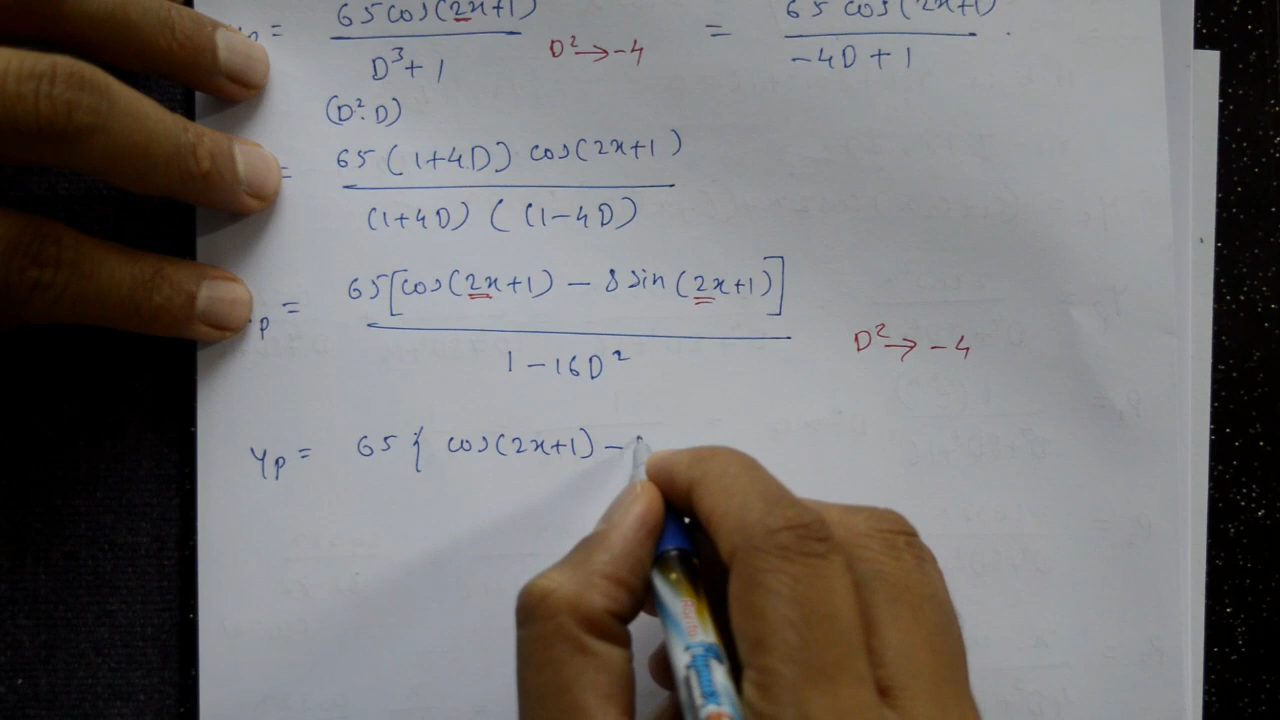 = 65 cos(2x+1) / D³+1 D²→-4 = 65 cos(2x+1) / -4D+1 .
(D².D)
= 65 (1+4D) cos(2x+1) / (1+4D) ( (1-4D)
p = 65[cos(2x+1) - 8 sin(2x+1)] / 1-16D² D²→-4
yp = 65 { cos(2x+1) -